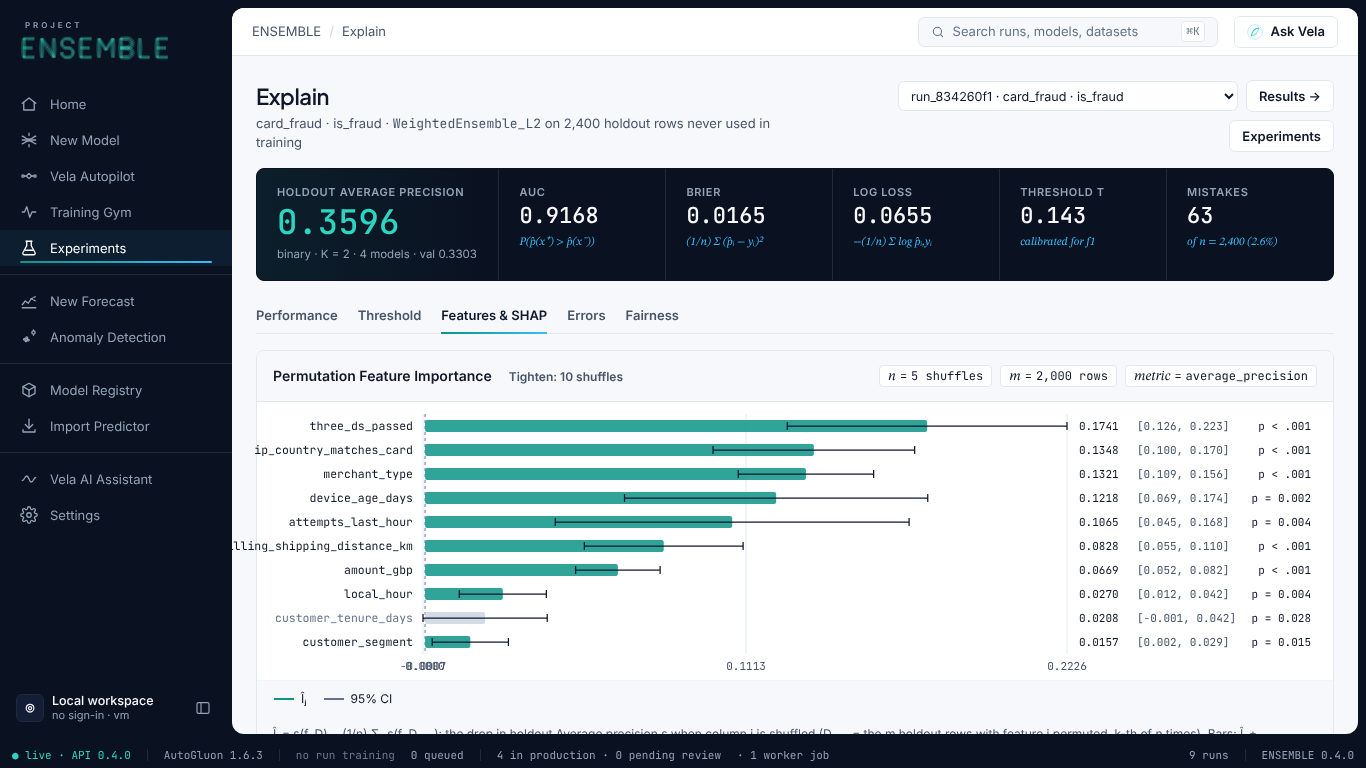 PROJECT
ENSEMBLE
Home
New Model
Vela Autopilot
Training Gym
Experiments
New Forecast
Anomaly Detection
Model Registry
Import Predictor
Vela AI Assistant
Settings
Local workspace
no sign-in · vm
ENSEMBLE / Explain
Search runs, models, datasets ⌘K
Ask Vela
Explain
card_fraud · is_fraud · WeightedEnsemble_L2 on 2,400 holdout rows never used in
training
run_834260f1 · card_fraud · is_fraud
Results →
Experiments
HOLDOUT AVERAGE PRECISION
0.3596
binary · K = 2 · 4 models · val 0.3303
AUC
0.9168
P(p̂(x⁺) > p̂(x⁻))
BRIER
0.0165
(1/n) Σ (p̂ᵢ − yᵢ)²
LOG LOSS
0.0655
−(1/n) Σ log p̂ᵢ,yᵢ
THRESHOLD T
0.143
calibrated for f1
MISTAKES
63
of n = 2,400 (2.6%)
Performance Threshold Features & SHAP Errors Fairness
Permutation Feature Importance Tighten: 10 shuffles n = 5 shuffles m = 2,000 rows metric = average_precision
three_ds_passed 0.1741 [0.126, 0.223] p < .001
ip_country_matches_card 0.1348 [0.100, 0.170] p < .001
merchant_type 0.1321 [0.109, 0.156] p < .001
device_age_days 0.1218 [0.069, 0.174] p = 0.002
attempts_last_hour 0.1065 [0.045, 0.168] p = 0.004
lling_shipping_distance_km 0.0828 [0.055, 0.110] p < .001
amount_gbp 0.0669 [0.052, 0.082] p < .001
local_hour 0.0270 [0.012, 0.042] p = 0.004
customer_tenure_days 0.0208 [-0.001, 0.042] p = 0.028
customer_segment 0.0157 [0.002, 0.029] p = 0.015
0.1113 0.2226
Îⱼ 95% CI
● live · API 0.4.0 AutoGluon 1.6.3 no run training 0 queued 4 in production · 0 pending review · 1 worker job 9 runs ENSEMBLE 0.4.0